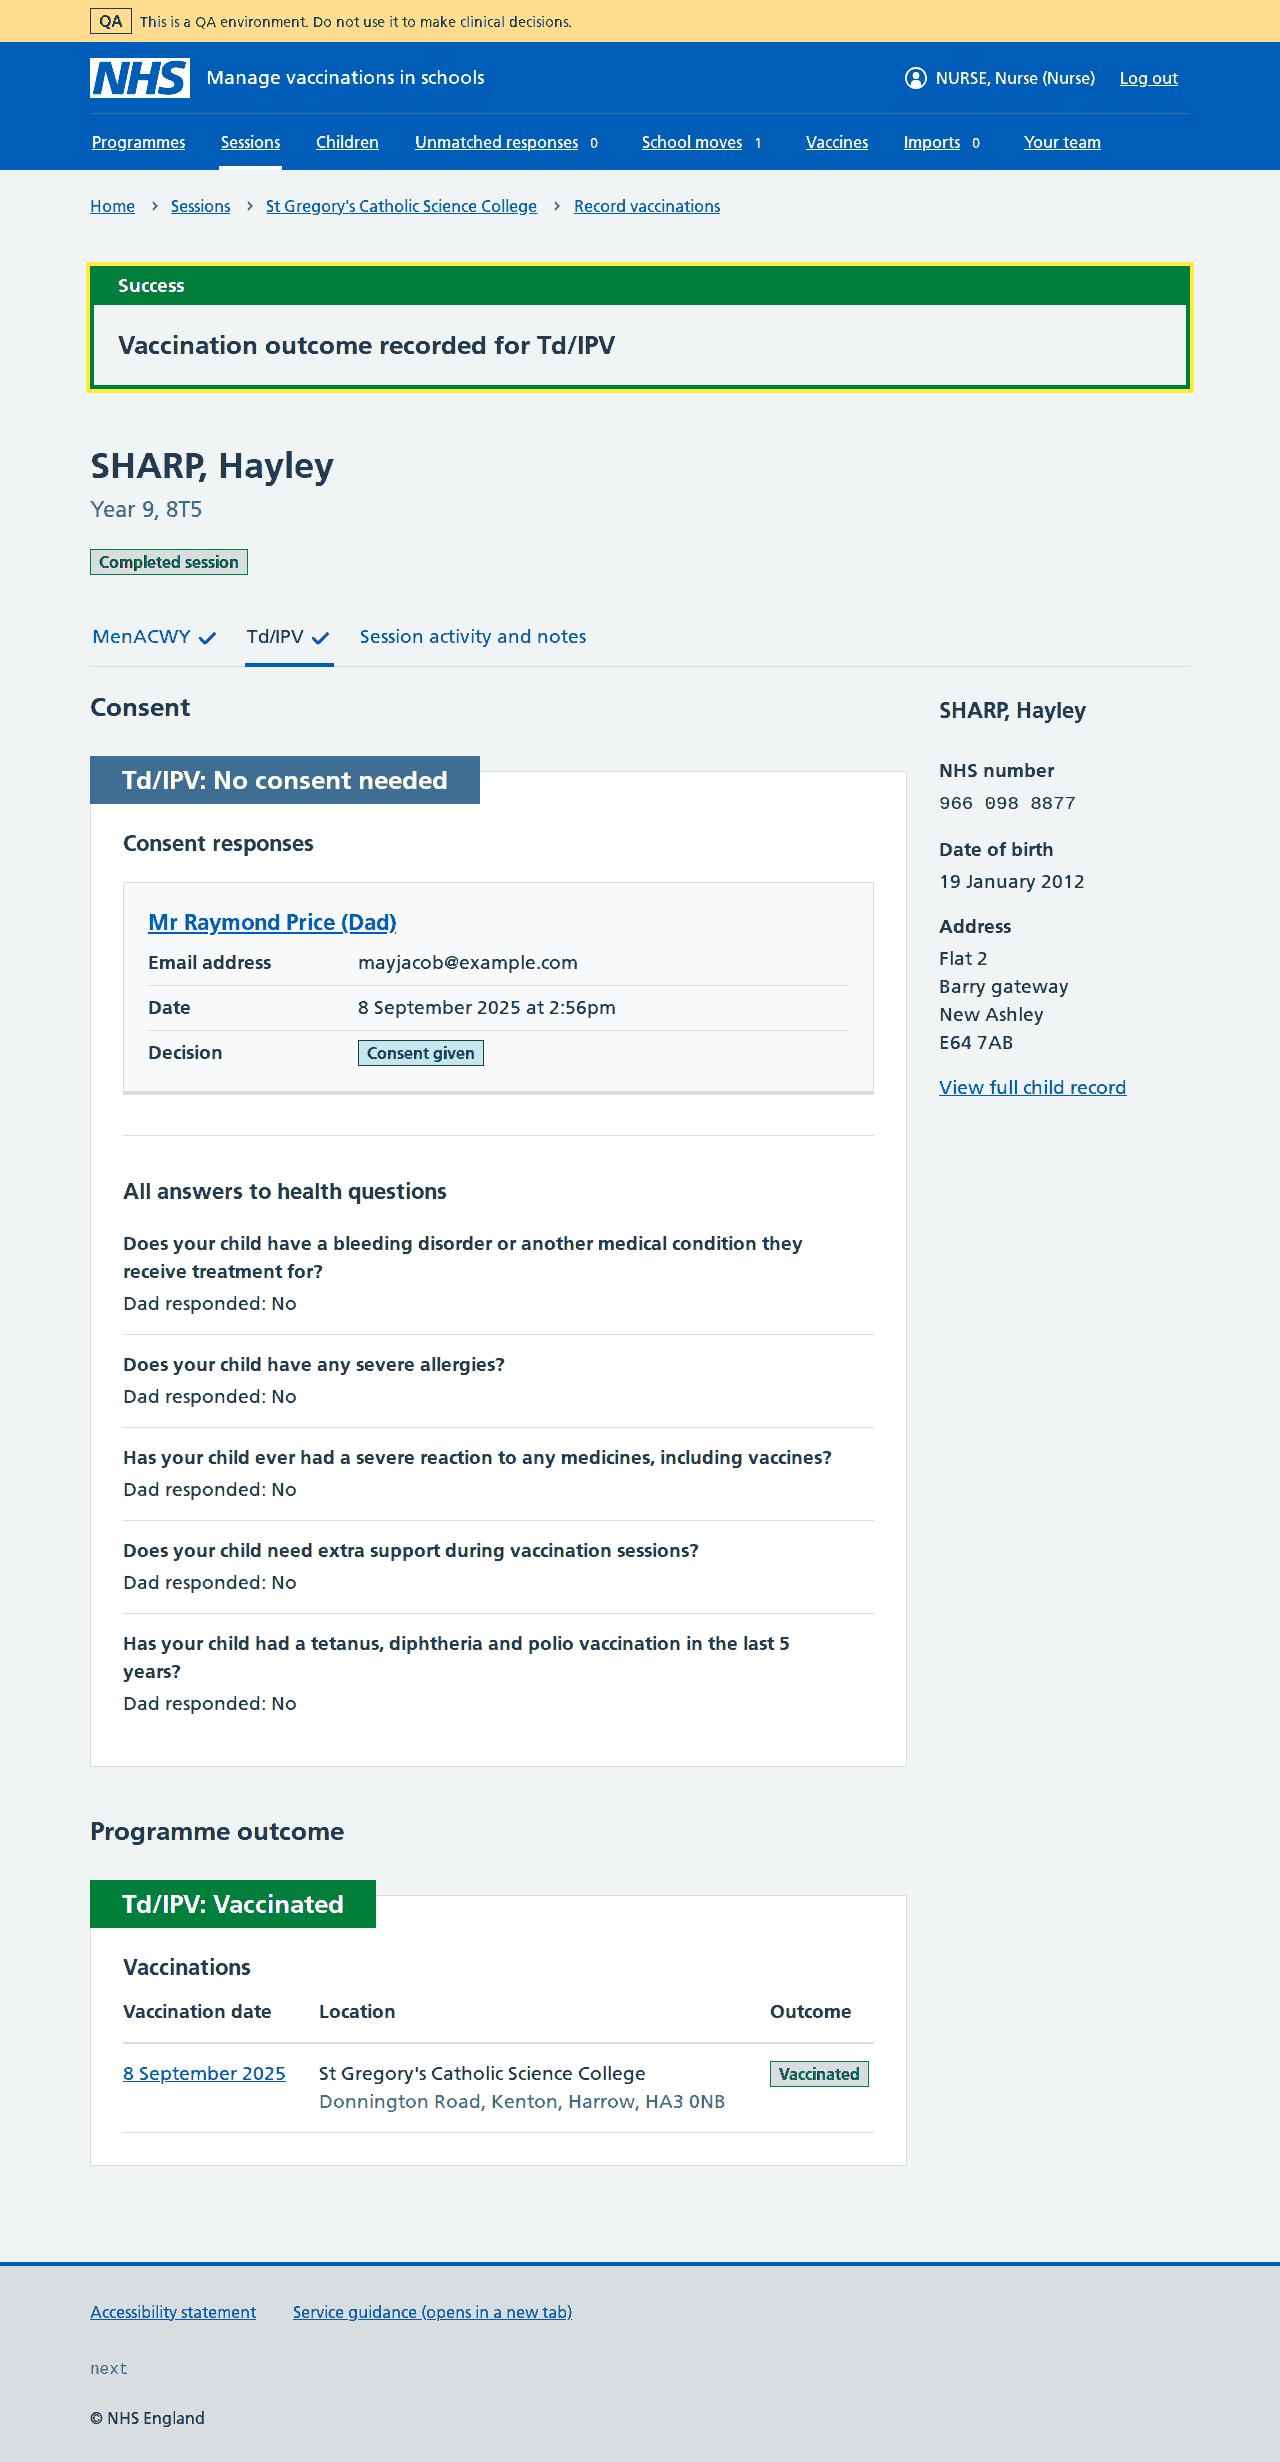 QA This is a QA environment. Do not use it to make clinical decisions.
NHS Manage vaccinations in schools NURSE, Nurse (Nurse) Log out
Programmes Sessions Children Unmatched responses 0 School moves 1 Vaccines Imports 0 Your team
Home Sessions St Gregory's Catholic Science College Record vaccinations
Success
Vaccination outcome recorded for Td/IPV
SHARP, Hayley
Year 9, 8T5
Completed session
MenACWY Td/IPV Session activity and notes
Consent
Td/IPV: No consent needed
Consent responses
Mr Raymond Price (Dad)
Email address mayjacob@example.com
Date 8 September 2025 at 2:56pm
Decision Consent given
All answers to health questions
Does your child have a bleeding disorder or another medical condition they
receive treatment for?
Dad responded: No
Does your child have any severe allergies?
Dad responded: No
Has your child ever had a severe reaction to any medicines, including vaccines?
Dad responded: No
Does your child need extra support during vaccination sessions?
Dad responded: No
Has your child had a tetanus, diphtheria and polio vaccination in the last 5
years?
Dad responded: No
SHARP, Hayley
NHS number
966 098 8877
Date of birth
19 January 2012
Address
Flat 2
Barry gateway
New Ashley
E64 7AB
View full child record
Programme outcome
Td/IPV: Vaccinated
Vaccinations
Vaccination date Location Outcome
8 September 2025 St Gregory's Catholic Science College Vaccinated
Donnington Road, Kenton, Harrow, HA3 0NB
Accessibility statement Service guidance (opens in a new tab)
next
© NHS England